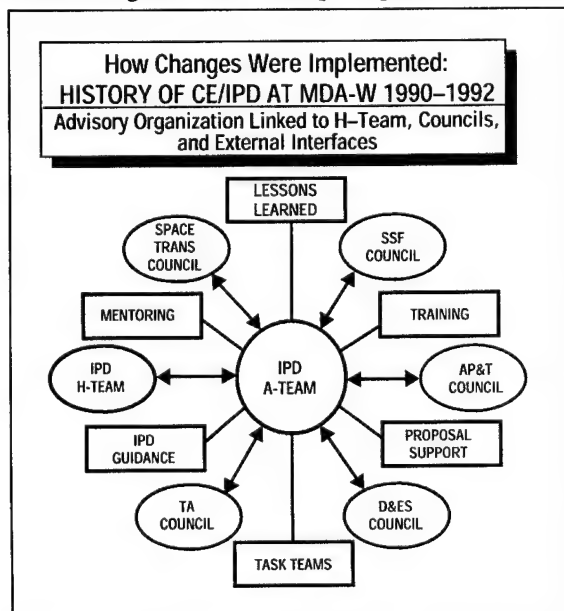 How Changes Were Implemented:
HISTORY OF CE/IPD AT MDA-W 1990–1992
Advisory Organization Linked to H–Team, Councils,
and External Interfaces
LESSONS
LEARNED
SPACE
TRANS
COUNCIL
SSF
COUNCIL
MENTORING
TRAINING
IPD
H-TEAM
IPD
A-TEAM
AP&T
COUNCIL
IPD
GUIDANCE
PROPOSAL
SUPPORT
TA
COUNCIL
D&ES
COUNCIL
TASK TEAMS